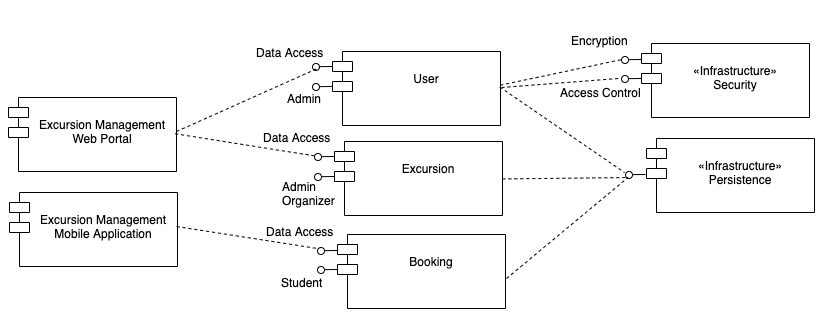 Encryption
Data Access
User
«Infrastructure»
Security
Admin
Access Control
Excursion Management
Web Portal
Data Access
Excursion
«Infrastructure»
Persistence
Admin
Organizer
Excursion Management
Mobile Application
Data Access
Booking
Student